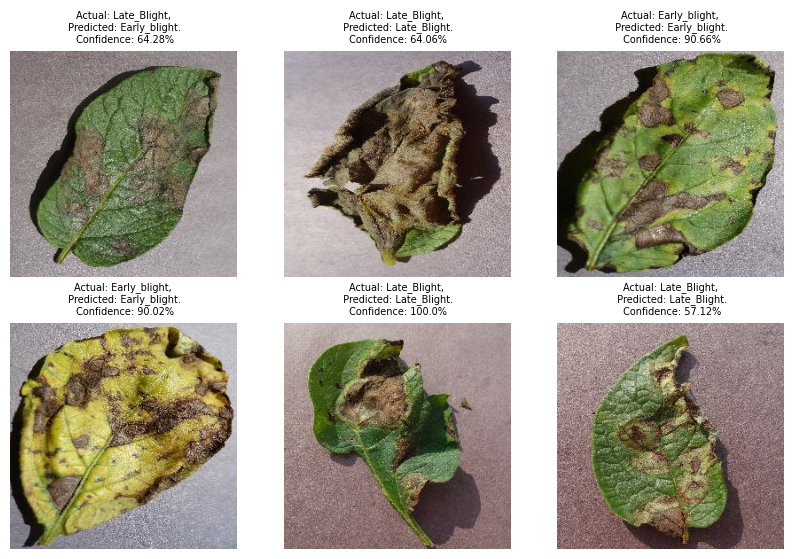 Actual: Late_Blight,
Predicted: Early_blight.
Confidence: 64.28%
Actual: Late_Blight,
Predicted: Late_Blight.
Confidence: 64.06%
Actual: Early_blight,
Predicted: Early_blight.
Confidence: 90.66%
Actual: Early_blight,
Predicted: Early_blight.
Confidence: 90.02%
Actual: Late_Blight,
Predicted: Late_Blight.
Confidence: 100.0%
Actual: Late_Blight,
Predicted: Late_Blight.
Confidence: 57.12%